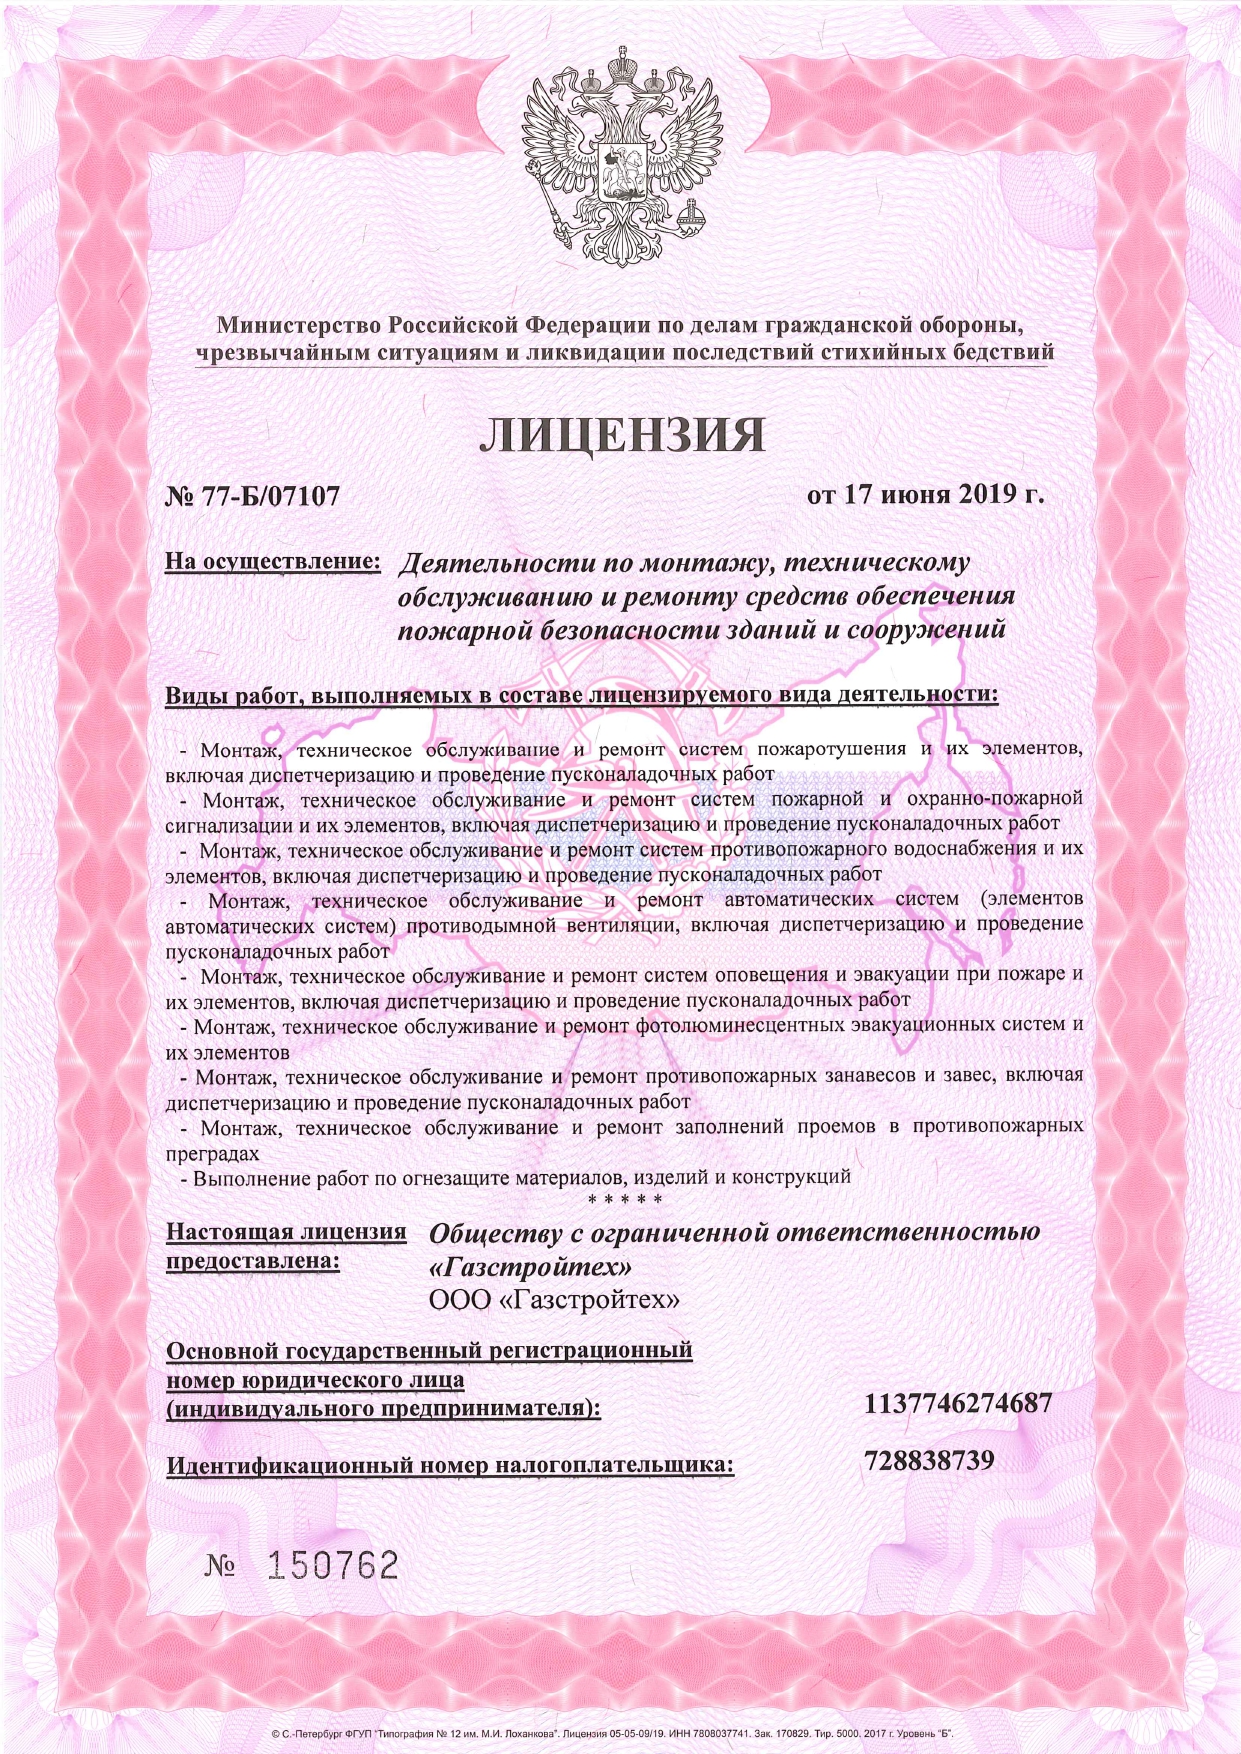 Министерство Российской Федерации по делам гражданской обороны,
чрезвычайным ситуациям и ликвидации последствий стихийных бедствий
ЛИЦЕНЗИЯ
№ 77-Б/07107 от 17 июня 2019 г.
На осуществление: Деятельности по монтажу, техническому
обслуживанию и ремонту средств обеспечения
пожарной безопасности зданий и сооружений
Виды работ, выполняемых в составе лицензируемого вида деятельности:
- Монтаж, техническое обслуживание и ремонт систем пожаротушения и их элементов,
включая диспетчеризацию и проведение пусконаладочных работ
- Монтаж, техническое обслуживание и ремонт систем пожарной и охранно-пожарной
сигнализации и их элементов, включая диспетчеризацию и проведение пусконаладочных работ
- Монтаж, техническое обслуживание и ремонт систем противопожарного водоснабжения и их
элементов, включая диспетчеризацию и проведение пусконаладочных работ
- Монтаж, техническое обслуживание и ремонт автоматических систем (элементов
автоматических систем) противодымной вентиляции, включая диспетчеризацию и проведение
пусконаладочных работ
- Монтаж, техническое обслуживание и ремонт систем оповещения и эвакуации при пожаре и
их элементов, включая диспетчеризацию и проведение пусконаладочных работ
- Монтаж, техническое обслуживание и ремонт фотолюминесцентных эвакуационных систем и
их элементов
- Монтаж, техническое обслуживание и ремонт противопожарных занавесов и завес, включая
диспетчеризацию и проведение пусконаладочных работ
- Монтаж, техническое обслуживание и ремонт заполнений проемов в противопожарных
преградах
- Выполнение работ по огнезащите материалов, изделий и конструкций
* * * * *
Настоящая лицензия Обществу с ограниченной ответственностью
предоставлена: «Газстройтех»
ООО «Газстройтех»
Основной государственный регистрационный
номер юридического лица
(индивидуального предпринимателя): 1137746274687
Идентификационный номер налогоплательщика: 728838739
№ 150762
© С.-Петербург ФГУП "Типография № 12 им. М.И. Лоханкова". Лицензия 05-05-09/19. ИНН 7808037741. Зак. 170829. Тир. 5000. 2017 г. Уровень "Б".